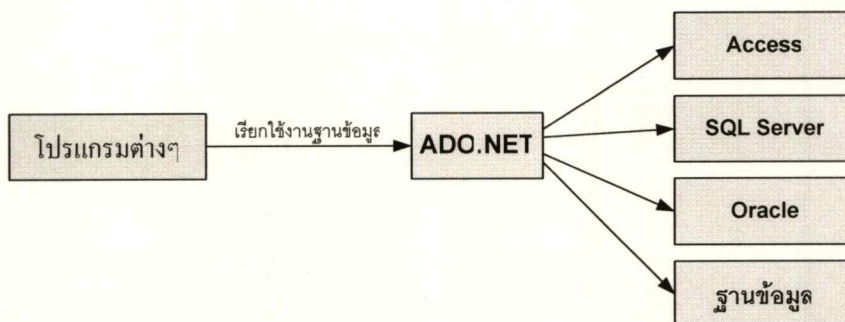 Access
เรียกใช้งานฐานข้อมูล
โปรแกรมต่างๆ
ADO.NET
SQL Server
Oracle
ฐานข้อมูล